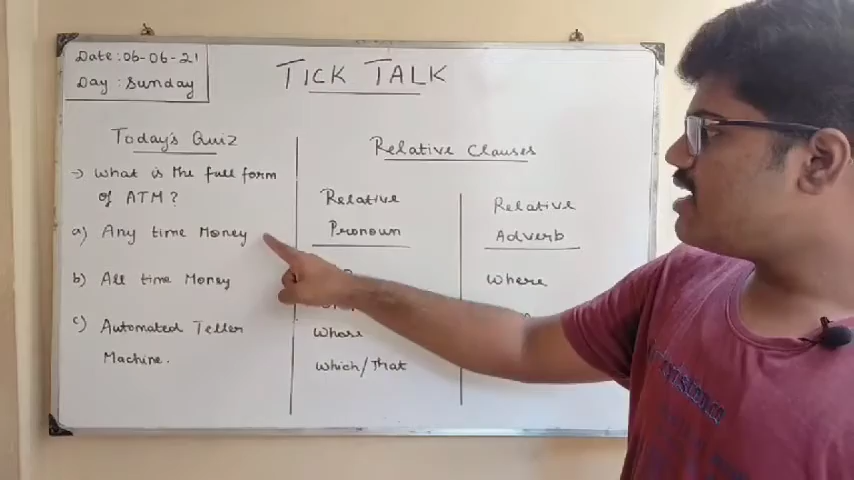 Date: 06-06-21
Day : Sunday
TICK TALK
Today's Quiz
-> What is the full form
of ATM?
a) Any time Money
b) All time Money
c) Automated Teller
Machine.
Relative Clauses
Relative
Pronoun
Whose
Which/That
Relative
Adverb
Where